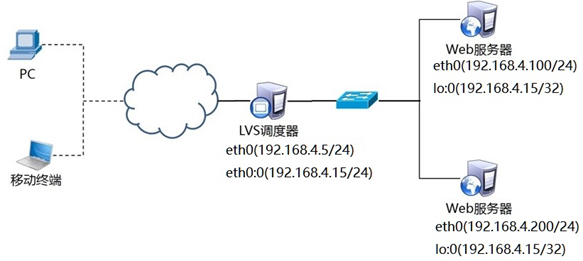 PC
移动终端
LVS调度器
eth0(192.168.4.5/24)
eth0:0(192.168.4.15/24)
Web服务器
eth0(192.168.4.100/24)
lo:0(192.168.4.15/32)
Web服务器
eth0(192.168.4.200/24)
lo:0(192.168.4.15/32)